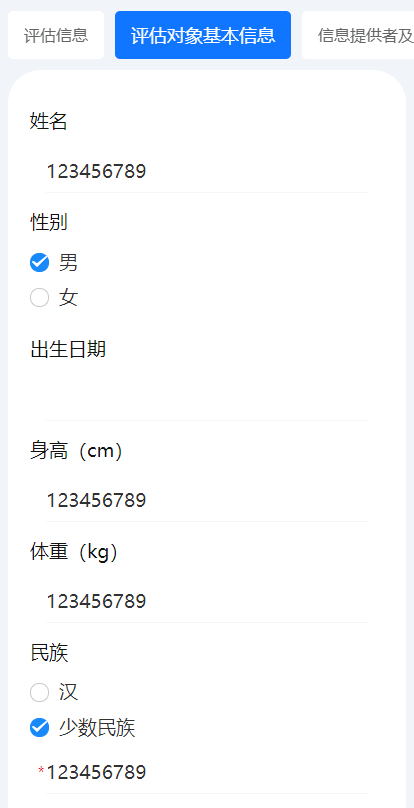 评估信息 评估对象基本信息 信息提供者及
姓名
123456789
性别
男
女
出生日期
身高（cm）
123456789
体重（kg）
123456789
民族
汉
少数民族
*123456789